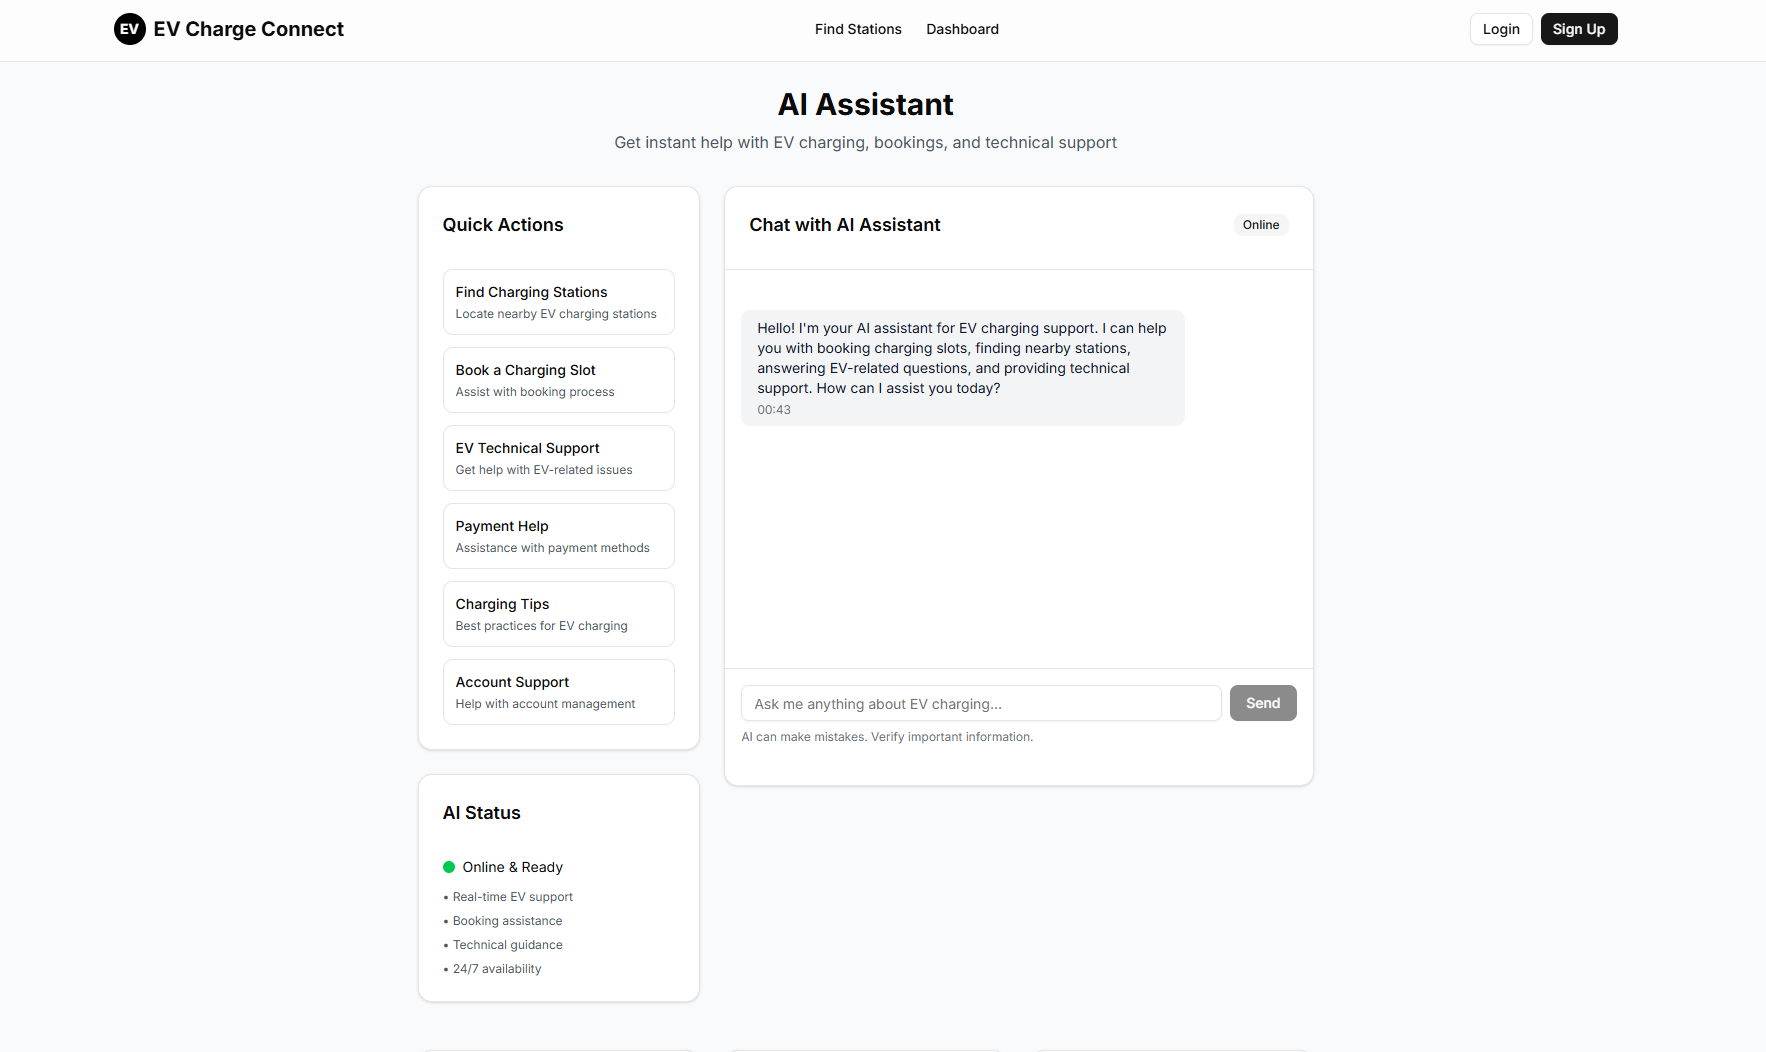 EV EV Charge Connect
Find Stations
Dashboard
Login
Sign Up
AI Assistant
Get instant help with EV charging, bookings, and technical support
Quick Actions
Find Charging Stations
Locate nearby EV charging stations
Book a Charging Slot
Assist with booking process
EV Technical Support
Get help with EV-related issues
Payment Help
Assistance with payment methods
Charging Tips
Best practices for EV charging
Account Support
Help with account management
AI Status
Online & Ready
• Real-time EV support
• Booking assistance
• Technical guidance
• 24/7 availability
Chat with AI Assistant
Online
Hello! I'm your AI assistant for EV charging support. I can help
you with booking charging slots, finding nearby stations,
answering EV-related questions, and providing technical
support. How can I assist you today?
00:43
Ask me anything about EV charging...
Send
AI can make mistakes. Verify important information.